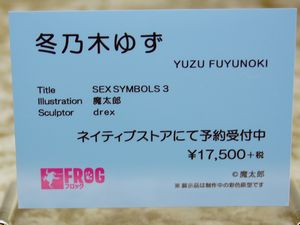 冬乃木ゆず
YUZU FUYUNOKI
Title SEX SYMBOLS 3
Illustration 魔太郎
Sculptor drex
ネイティブストアにて予約受付中
¥17,500+税
FROG
フロッグ
©魔太郎
※展示品は制作中の彩色原型です